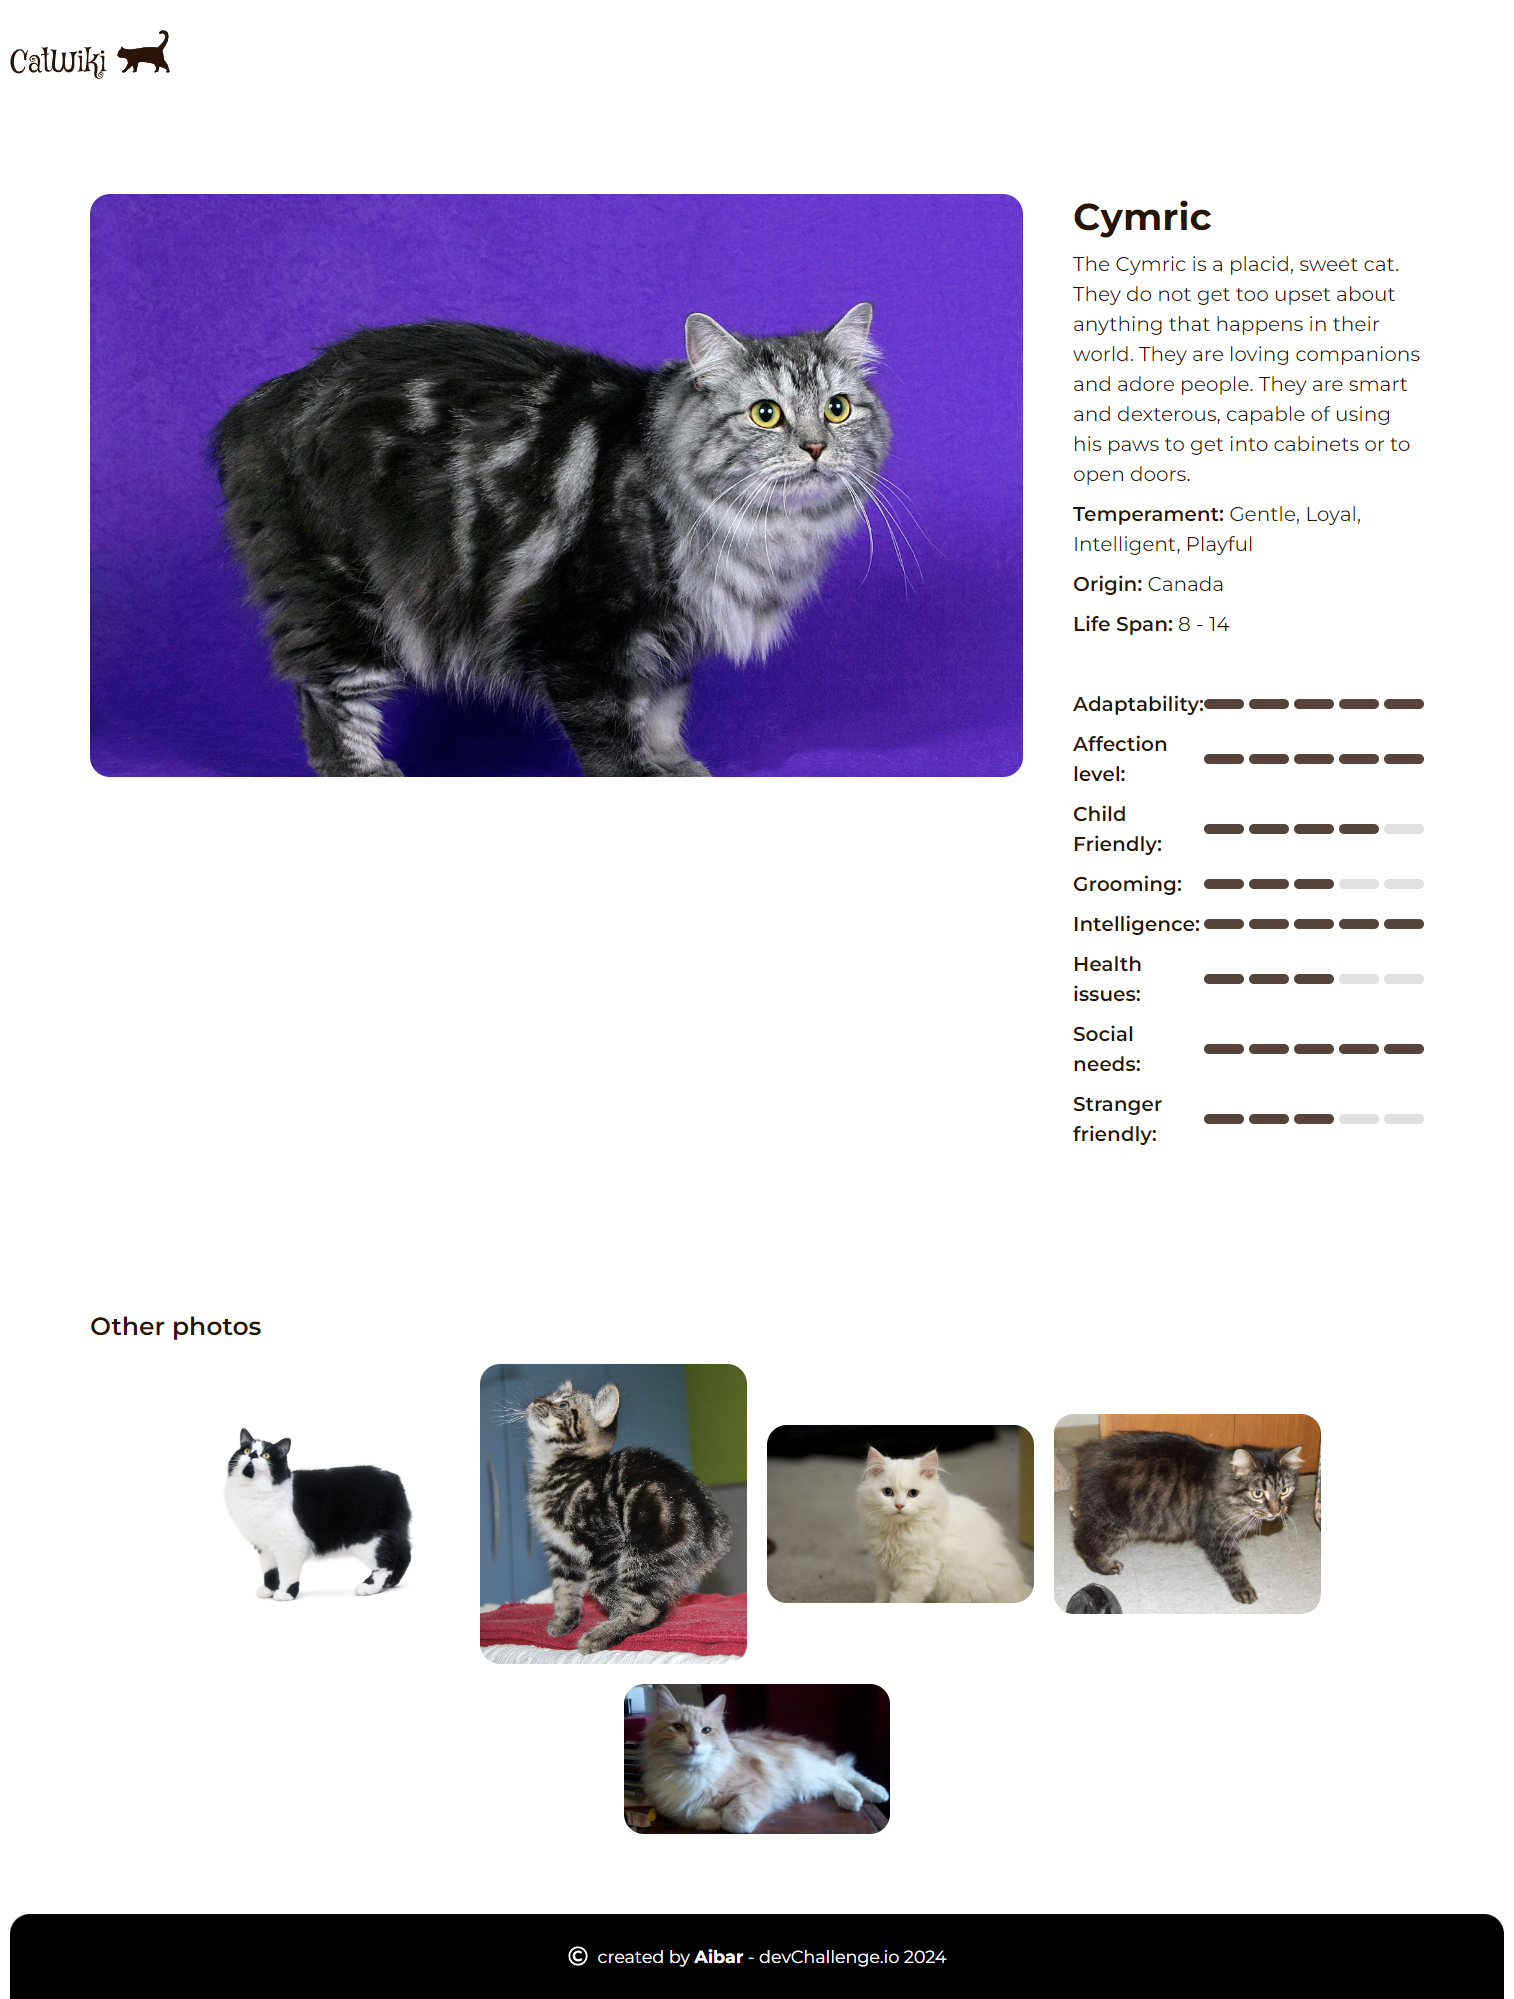 CatWiki
Cymric
The Cymric is a placid, sweet cat.
They do not get too upset about
anything that happens in their
world. They are loving companions
and adore people. They are smart
and dexterous, capable of using
his paws to get into cabinets or to
open doors.
Temperament: Gentle, Loyal,
Intelligent, Playful
Origin: Canada
Life Span: 8 - 14
Adaptability:
Affection
level:
Child
Friendly:
Grooming:
Intelligence:
Health
issues:
Social
needs:
Stranger
friendly:
Other photos
© created by Aibar - devChallenge.io 2024